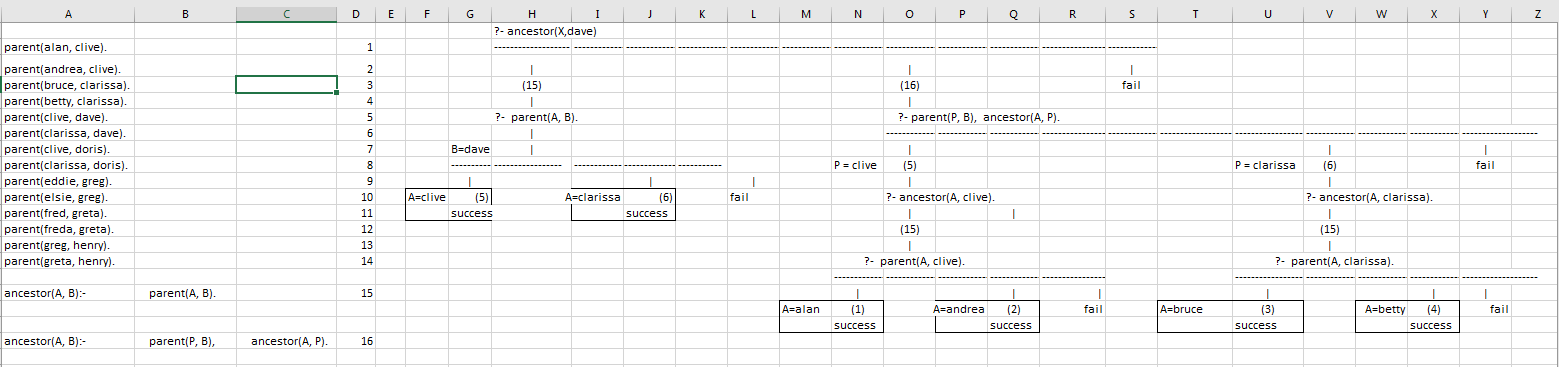 A B C D E F G H I J K L M N O P Q R S T U V W X Y Z
?- ancestor(X,dave)
parent(alan, clive). 1 -------------------------------------------------------------------------------------------------------------
parent(andrea, clive). 2 | | |
parent(bruce, clarissa). 3 (15) (16) fail
parent(betty, clarissa). 4 | |
parent(clive, dave). 5 ?- parent(A, B). ?- parent(P, B), ancestor(A, P).
parent(clarissa, dave). 6 | -------------------------------------------------------------------------------------------------------------
parent(clive, doris). 7 B=dave | | | |
parent(clarissa, doris). 8 ---------- ----------------- ------------ ------------- ----------- P = clive (5) P = clarissa (6) fail
parent(eddie, greg). 9 | | | | |
parent(elsie, greg). 10 A=clive (5) A=clarissa (6) fail ?- ancestor(A, clive). ?- ancestor(A, clarissa).
parent(fred, greta). 11 success success | | |
parent(freda, greta). 12 (15) (15)
parent(greg, henry). 13 | |
parent(greta, henry). 14 ?- parent(A, clive). ?- parent(A, clarissa).
------------------------------------------------------------ ------------------------------------------------------------
ancestor(A, B):- parent(A, B). 15 | | | | | |
A=alan (1) A=andrea (2) fail A=bruce (3) A=betty (4) fail
success success success success
ancestor(A, B):- parent(P, B), ancestor(A, P). 16